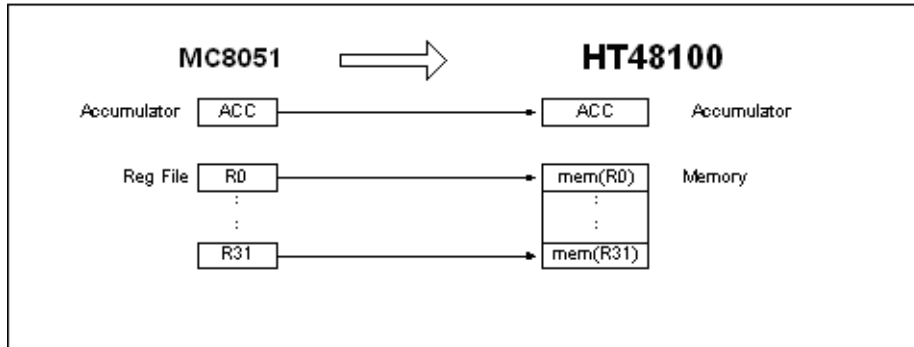 MC8051 HT48100
Accumulator ACC ACC Accumulator
Reg File R0 mem(R0) Memory
: :
: :
R31 mem(R31)